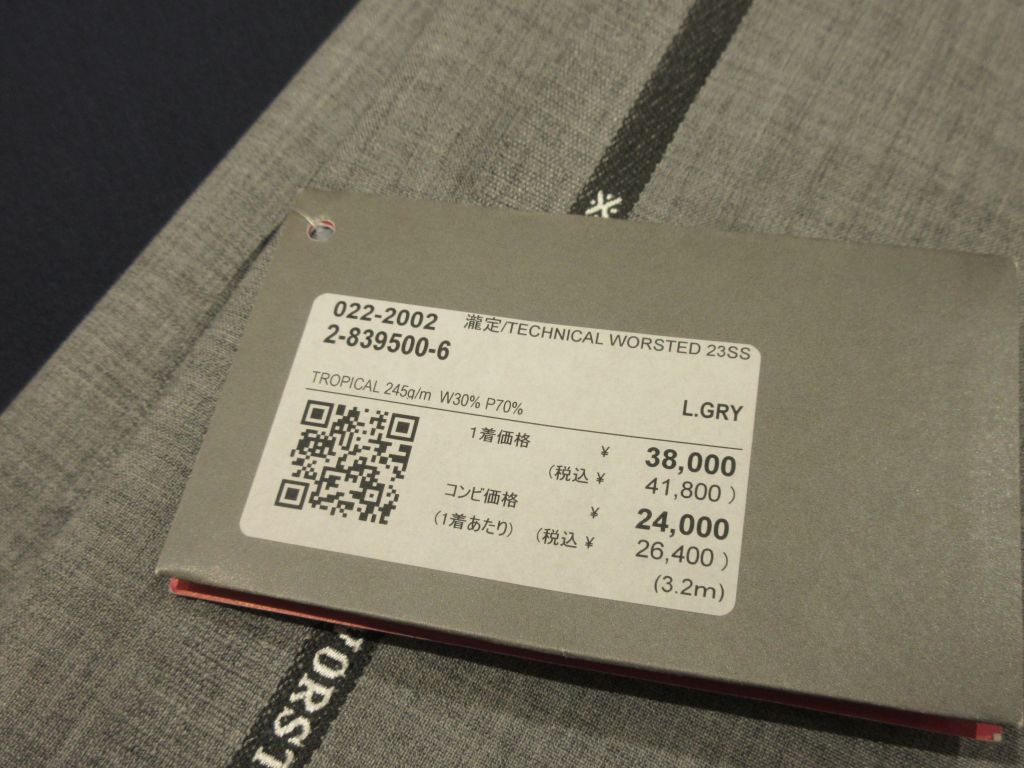 022-2002 瀧定/TECHNICAL WORSTED 23SS
2-839500-6
TROPICAL 245g/m W30% P70% L.GRY
1着価格 ¥ 38,000
(税込 ¥ 41,800 )
コンビ価格 ¥ 24,000
(1着あたり) (税込 ¥ 26,400 )
(3.2m)